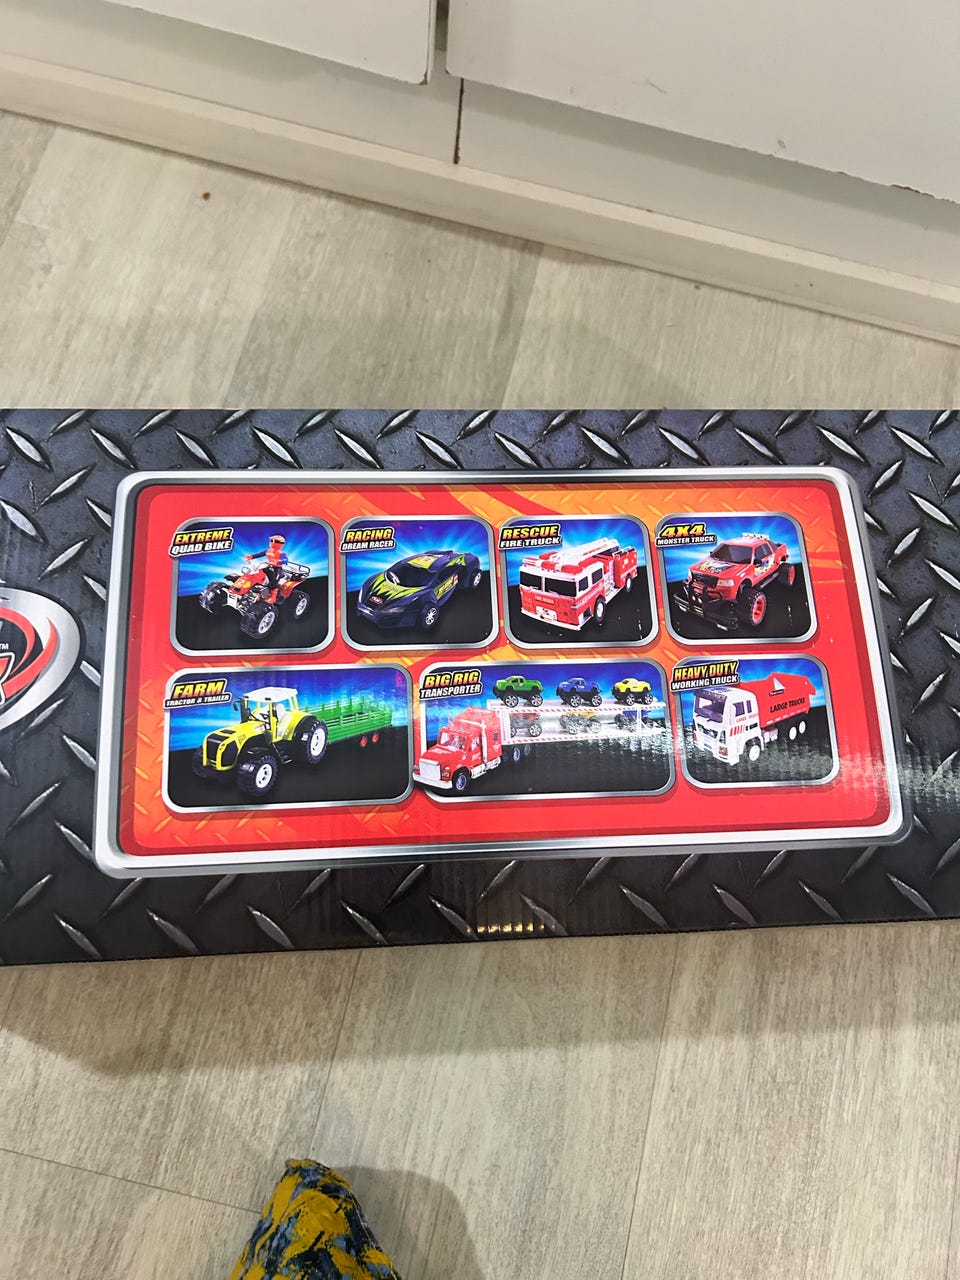 EXTREME
QUAD BIKE
RACING
DREAM RACER
RESCUE
FIRE TRUCK
4X4
MONSTER TRUCK
FARM
TRACTOR & TRAILER
BIG RIG
TRANSPORTER
HEAVY DUTY
WORKING TRUCK
LARGE TRUCKS
TM